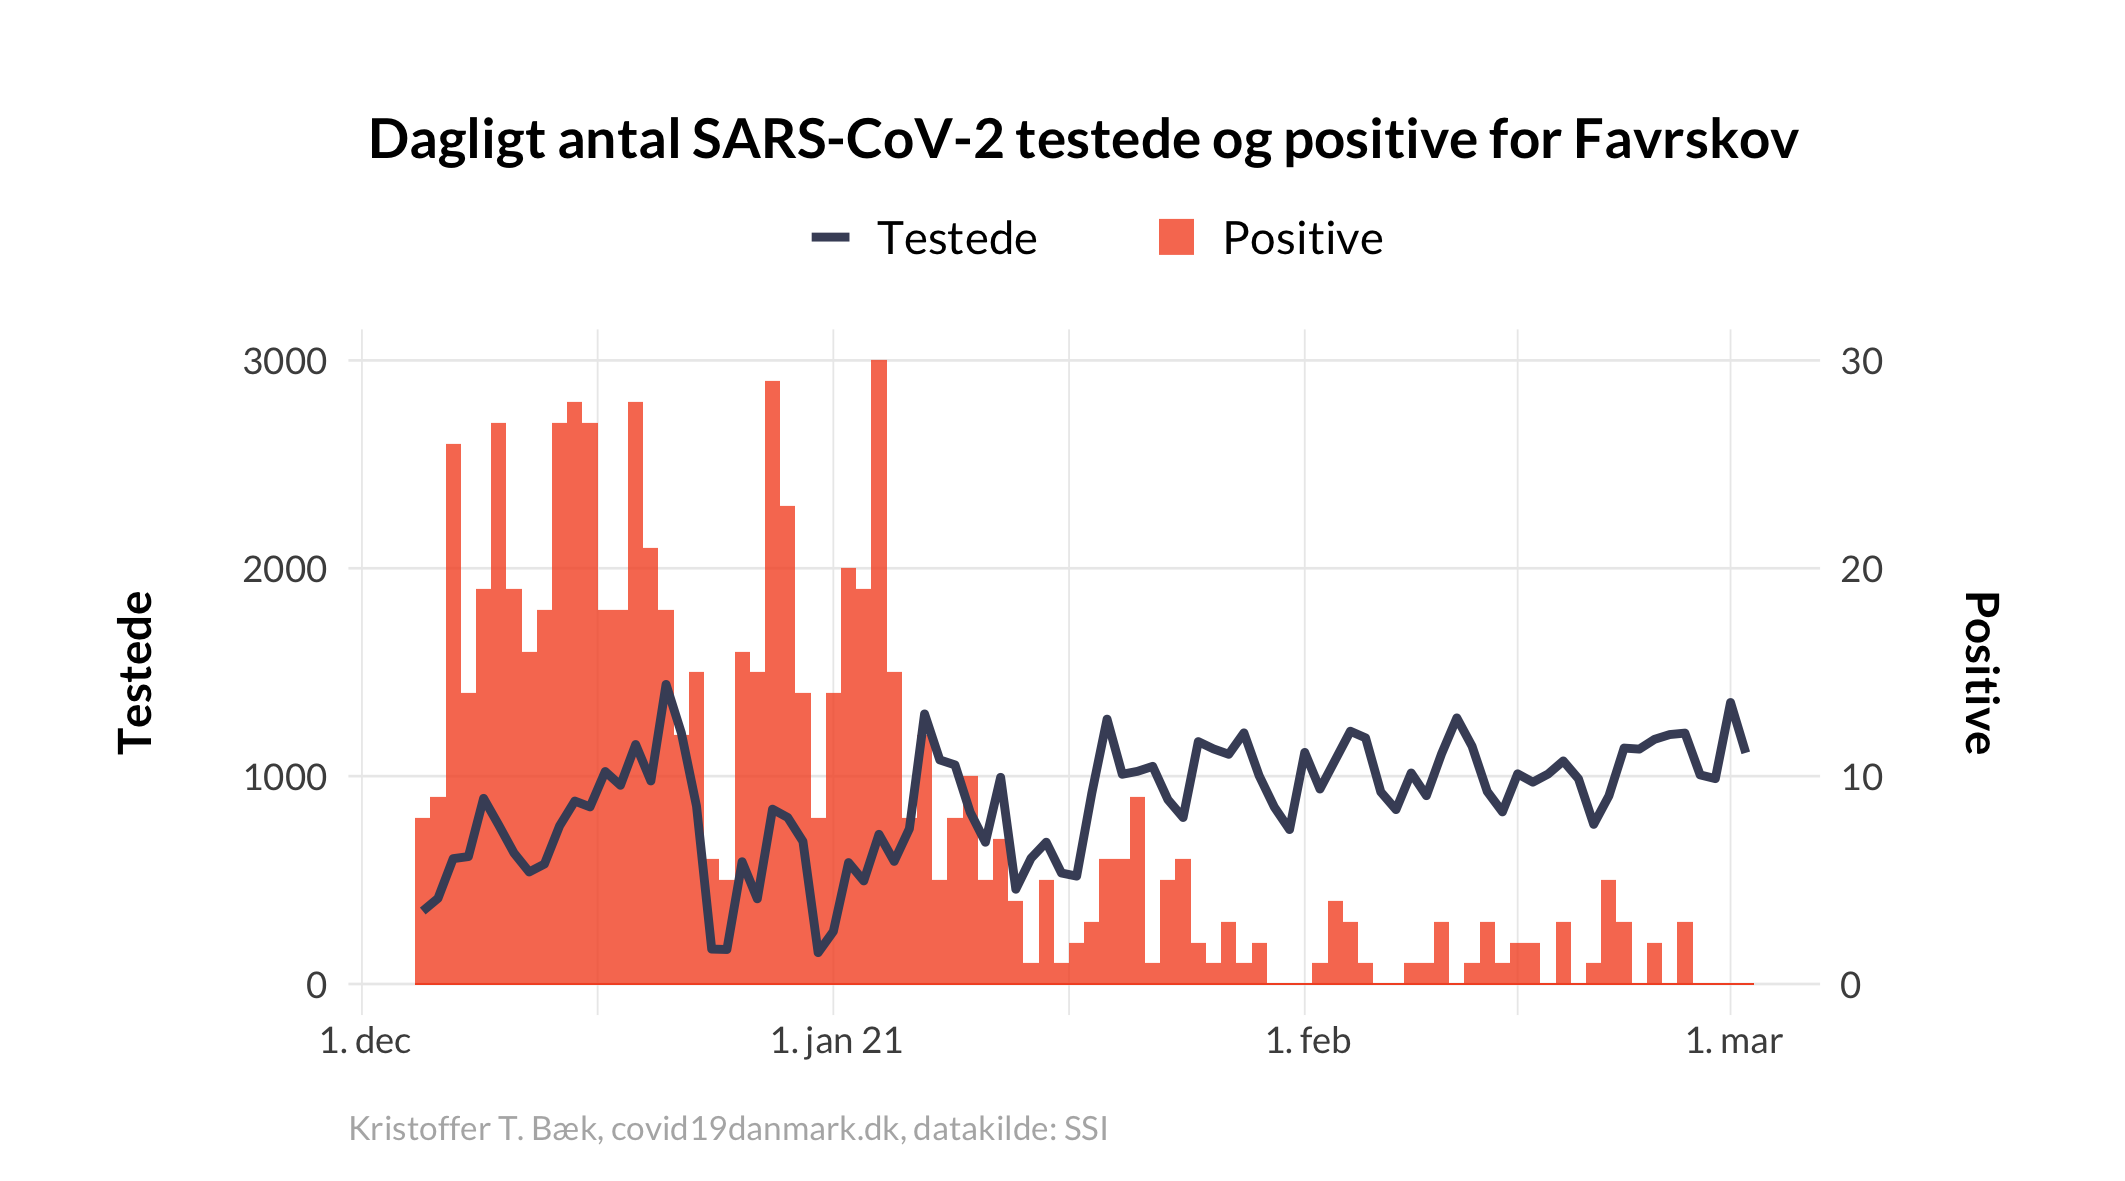 Dagligt antal SARS-CoV-2 testede og positive for Favrskov
Testede
Positive
3000
2000
1000
0
30
20
10
0
Testede
Positive
1. dec
1. jan 21
1. feb
1. mar
Kristoffer T. Bæk, covid19danmark.dk, datakilde: SSI